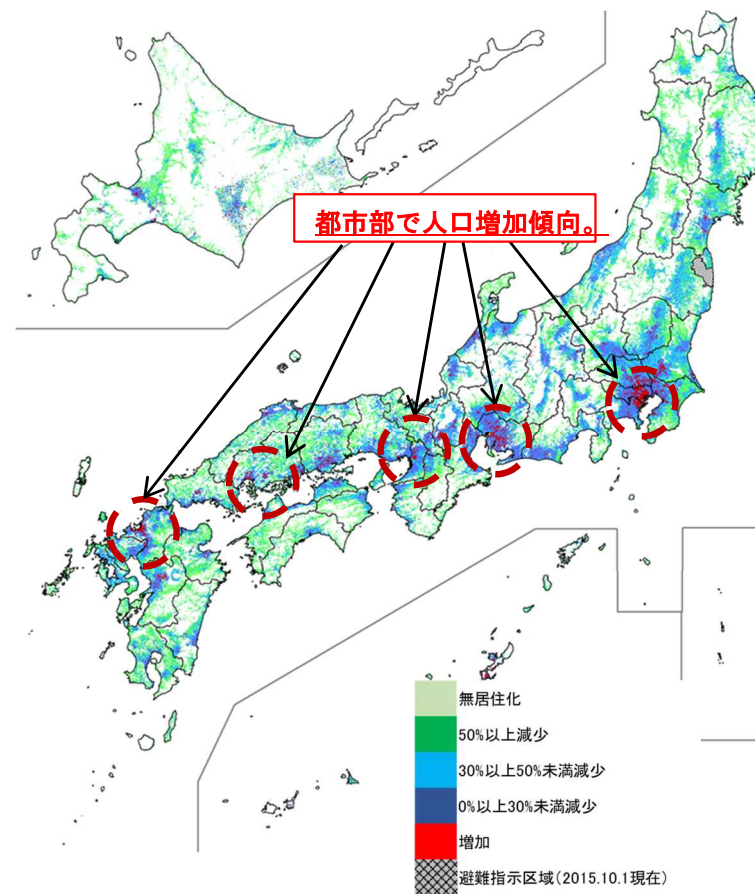 都市部で人口増加傾向。
無居住化
50%以上減少
30%以上50%未満減少
0%以上30%未満減少
増加
避難指示区域(2015.10.1現在)